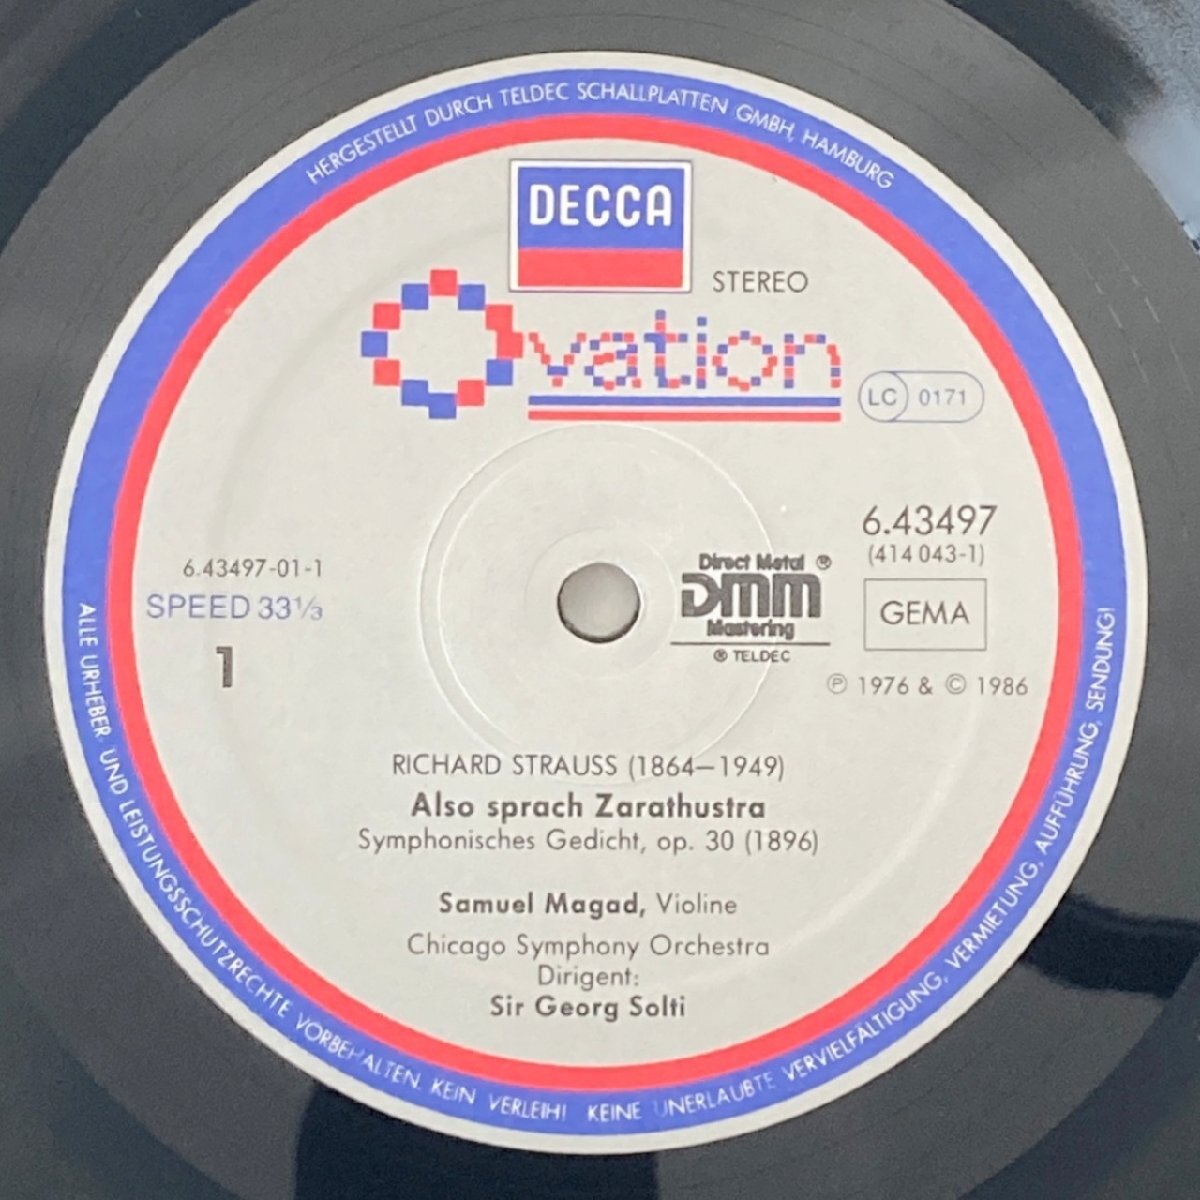 HERGESTELLT DURCH TELDEC SCHALLPLATTEN GMBH, HAMBURG
DECCA
STEREO
Ovation
LC 0171
6.43497
(414 043-1)
Direct Metal ®
DMM
Mastering
® TELDEC
GEMA
6.43497-01-1
SPEED 33⅓
1
Ⓟ 1976 & © 1986
RICHARD STRAUSS (1864–1949)
Also sprach Zarathustra
Symphonisches Gedicht, op. 30 (1896)
Samuel Magad, Violine
Chicago Symphony Orchestra
Dirigent:
Sir Georg Solti
ALLE URHEBER- UND LEISTUNGSSCHUTZRECHTE VORBEHALTEN. KEIN VERLEIH! KEINE UNERLAUBTE VERVIELFÄLTIGUNG, VERMIETUNG, AUFFÜHRUNG, SENDUNG!